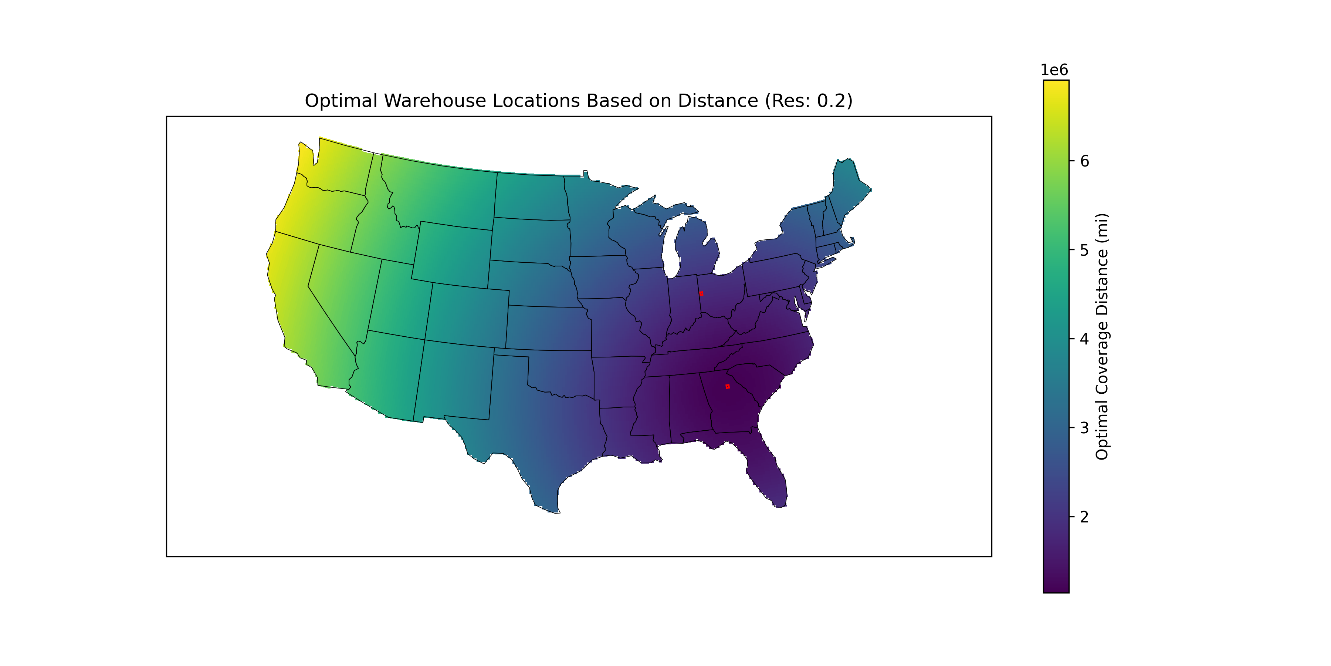 1e6
Optimal Warehouse Locations Based on Distance (Res: 0.2)
6
5
4
3
2
Optimal Coverage Distance (mi)